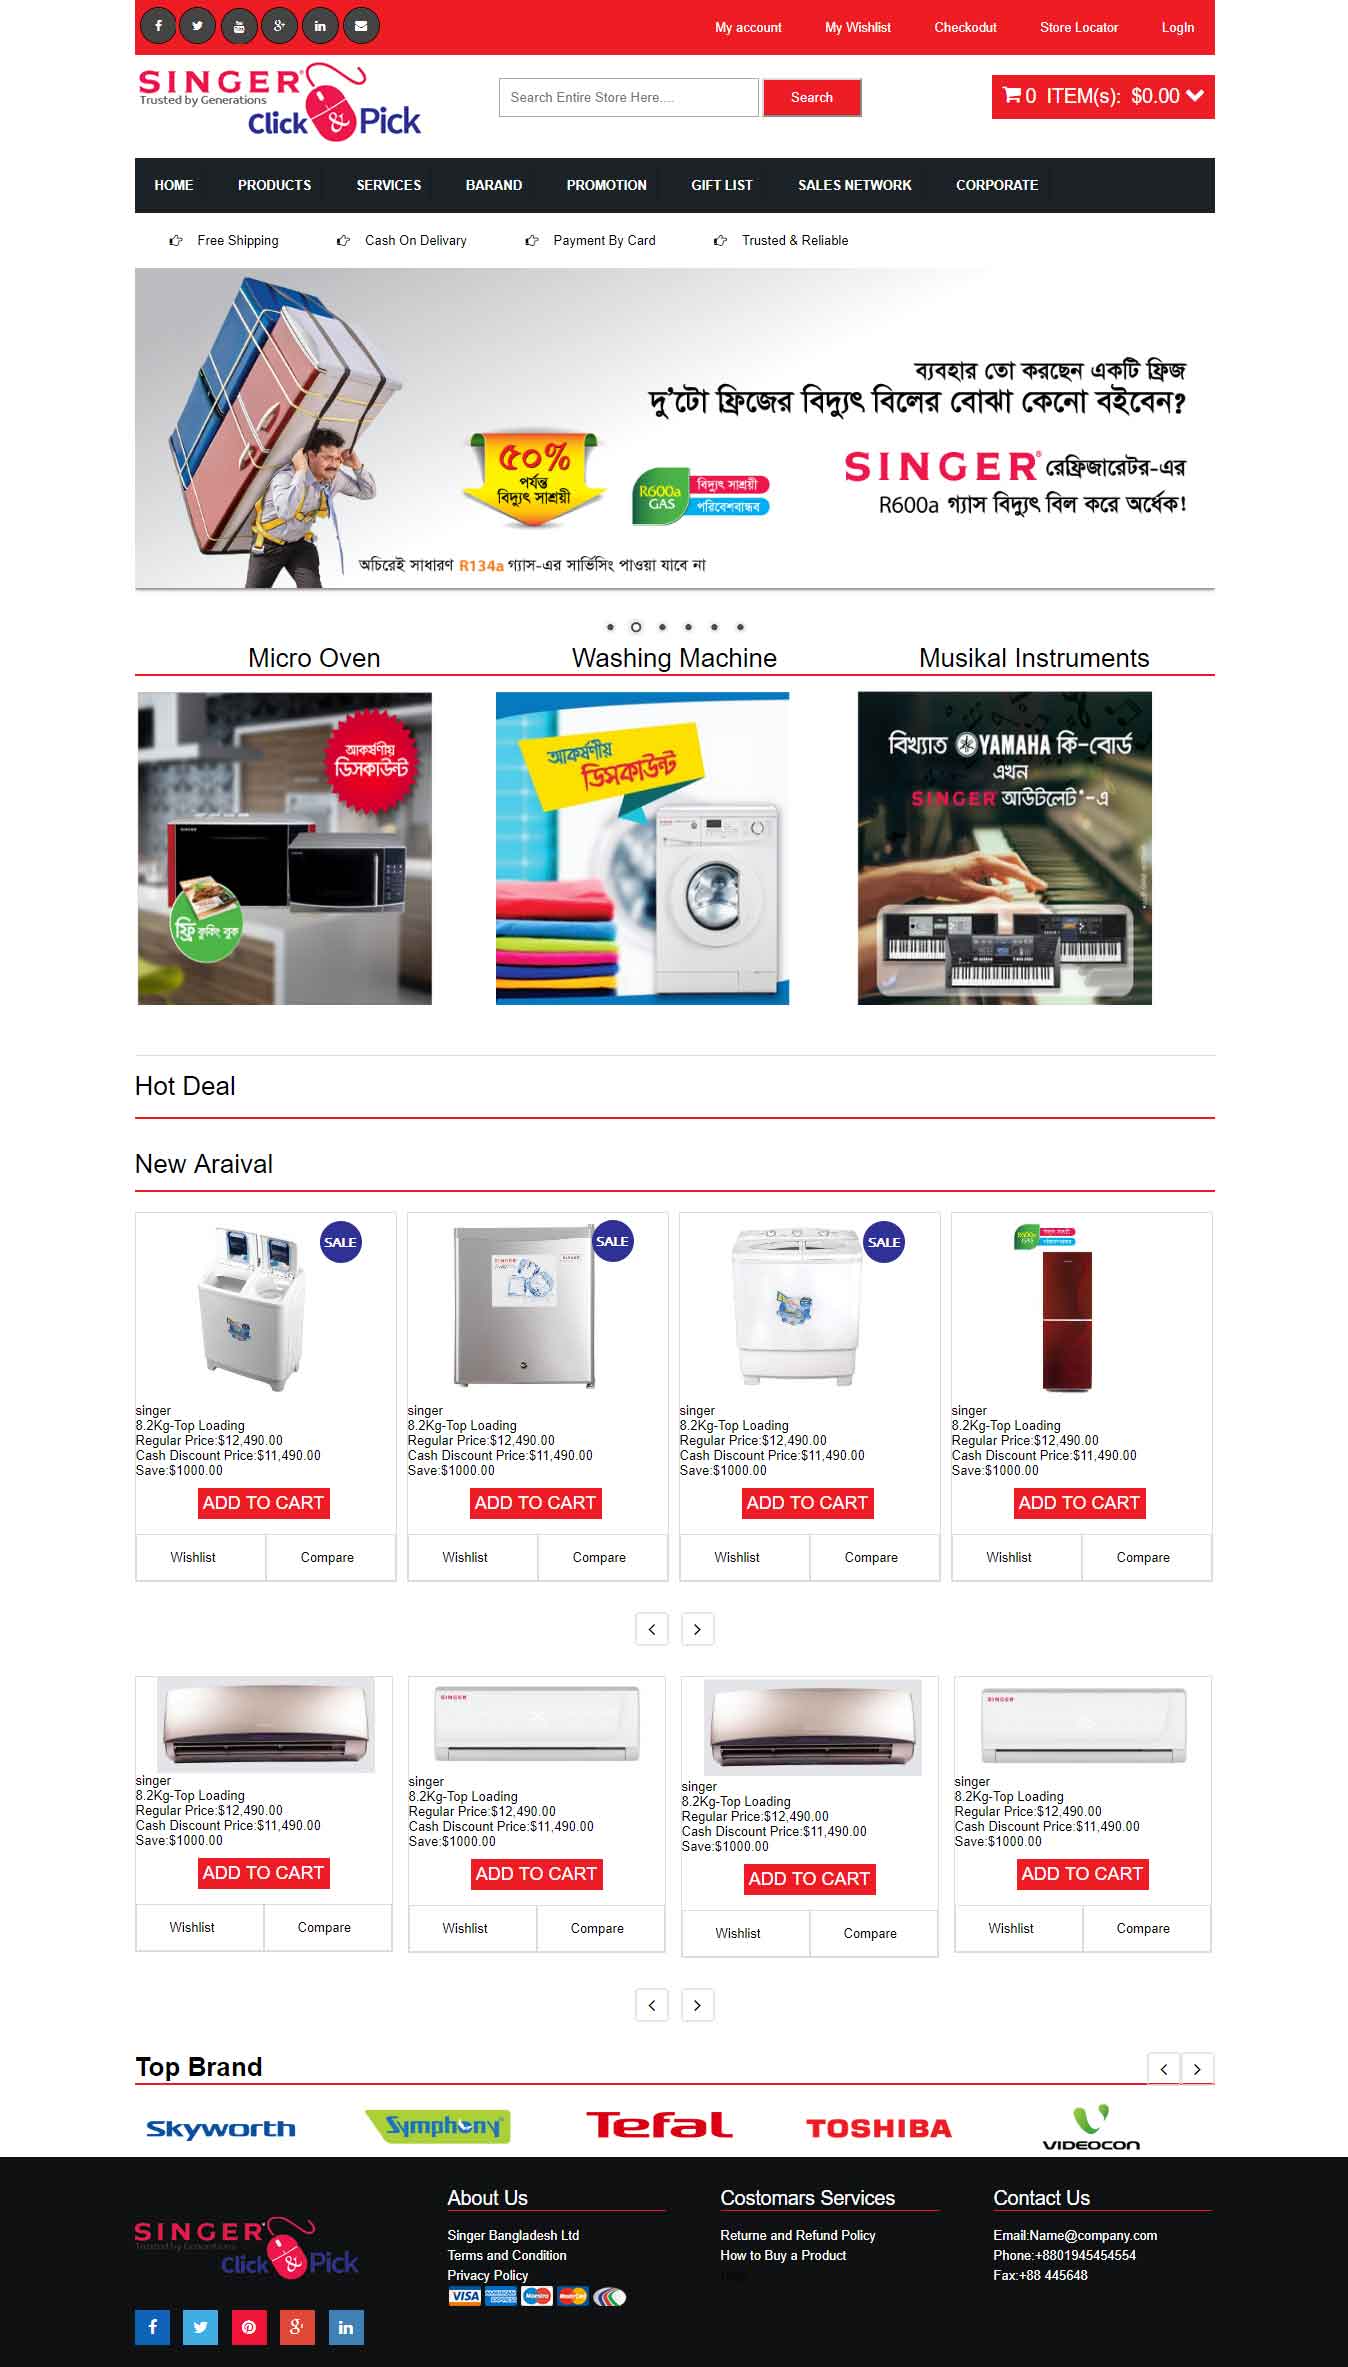 My account My Wishlist Checkodut Store Locator LogIn
SINGER
Trusted by Generations
Click & Pick
Search Entire Store Here....
Search
0 ITEM(s): $0.00
HOME PRODUCTS SERVICES BARAND PROMOTION GIFT LIST SALES NETWORK CORPORATE
Free Shipping Cash On Delivary Payment By Card Trusted & Reliable
ব্যবহার তো করছেন একটি ফ্রিজ
দু'টো ফ্রিজের বিদ্যুৎ বিলের বোঝা কেনো বইবেন?
৫০%
পর্যন্ত
বিদ্যুৎ সাশ্রয়ী
R600a
GAS
বিদ্যুৎ সাশ্রয়ী
পরিবেশবান্ধব
SINGER রেফ্রিজারেটর-এর
R600a গ্যাস বিদ্যুৎ বিল করে অর্ধেক!
অচিরেই সাধারণ R134a গ্যাস-এর সার্ভিসিং পাওয়া যাবে না
Micro Oven Washing Machine Musikal Instruments
আকর্ষণীয়
ডিসকাউন্ট
ফ্রি কুকিং বুক
আকর্ষণীয়
ডিসকাউন্ট
বিখ্যাত YAMAHA কি-বোর্ড
এখন
SINGER আউটলেট*-এ
Hot Deal
New Araival
SALE SALE SALE
SINGER
R600a
GAS
singer singer singer singer
8.2Kg-Top Loading 8.2Kg-Top Loading 8.2Kg-Top Loading 8.2Kg-Top Loading
Regular Price:$12,490.00 Regular Price:$12,490.00 Regular Price:$12,490.00 Regular Price:$12,490.00
Cash Discount Price:$11,490.00 Cash Discount Price:$11,490.00 Cash Discount Price:$11,490.00 Cash Discount Price:$11,490.00
Save:$1000.00 Save:$1000.00 Save:$1000.00 Save:$1000.00
ADD TO CART ADD TO CART ADD TO CART ADD TO CART
Wishlist Compare Wishlist Compare Wishlist Compare Wishlist Compare
SINGER SINGER
singer singer singer singer
8.2Kg-Top Loading 8.2Kg-Top Loading 8.2Kg-Top Loading 8.2Kg-Top Loading
Regular Price:$12,490.00 Regular Price:$12,490.00 Regular Price:$12,490.00 Regular Price:$12,490.00
Cash Discount Price:$11,490.00 Cash Discount Price:$11,490.00 Cash Discount Price:$11,490.00 Cash Discount Price:$11,490.00
Save:$1000.00 Save:$1000.00 Save:$1000.00 Save:$1000.00
ADD TO CART ADD TO CART ADD TO CART ADD TO CART
Wishlist Compare Wishlist Compare Wishlist Compare Wishlist Compare
Top Brand
Skyworth Symphony Tefal TOSHIBA VIDEOCON
SINGER
Trusted by Generations
Click & Pick
About Us
Singer Bangladesh Ltd
Terms and Condition
Privacy Policy
VISA AMERICAN EXPRESS Maestro MasterCard
Costomars Services
Returne and Refund Policy
How to Buy a Product
Contact Us
Email:Name@company.com
Phone:+8801945454554
Fax:+88 445648